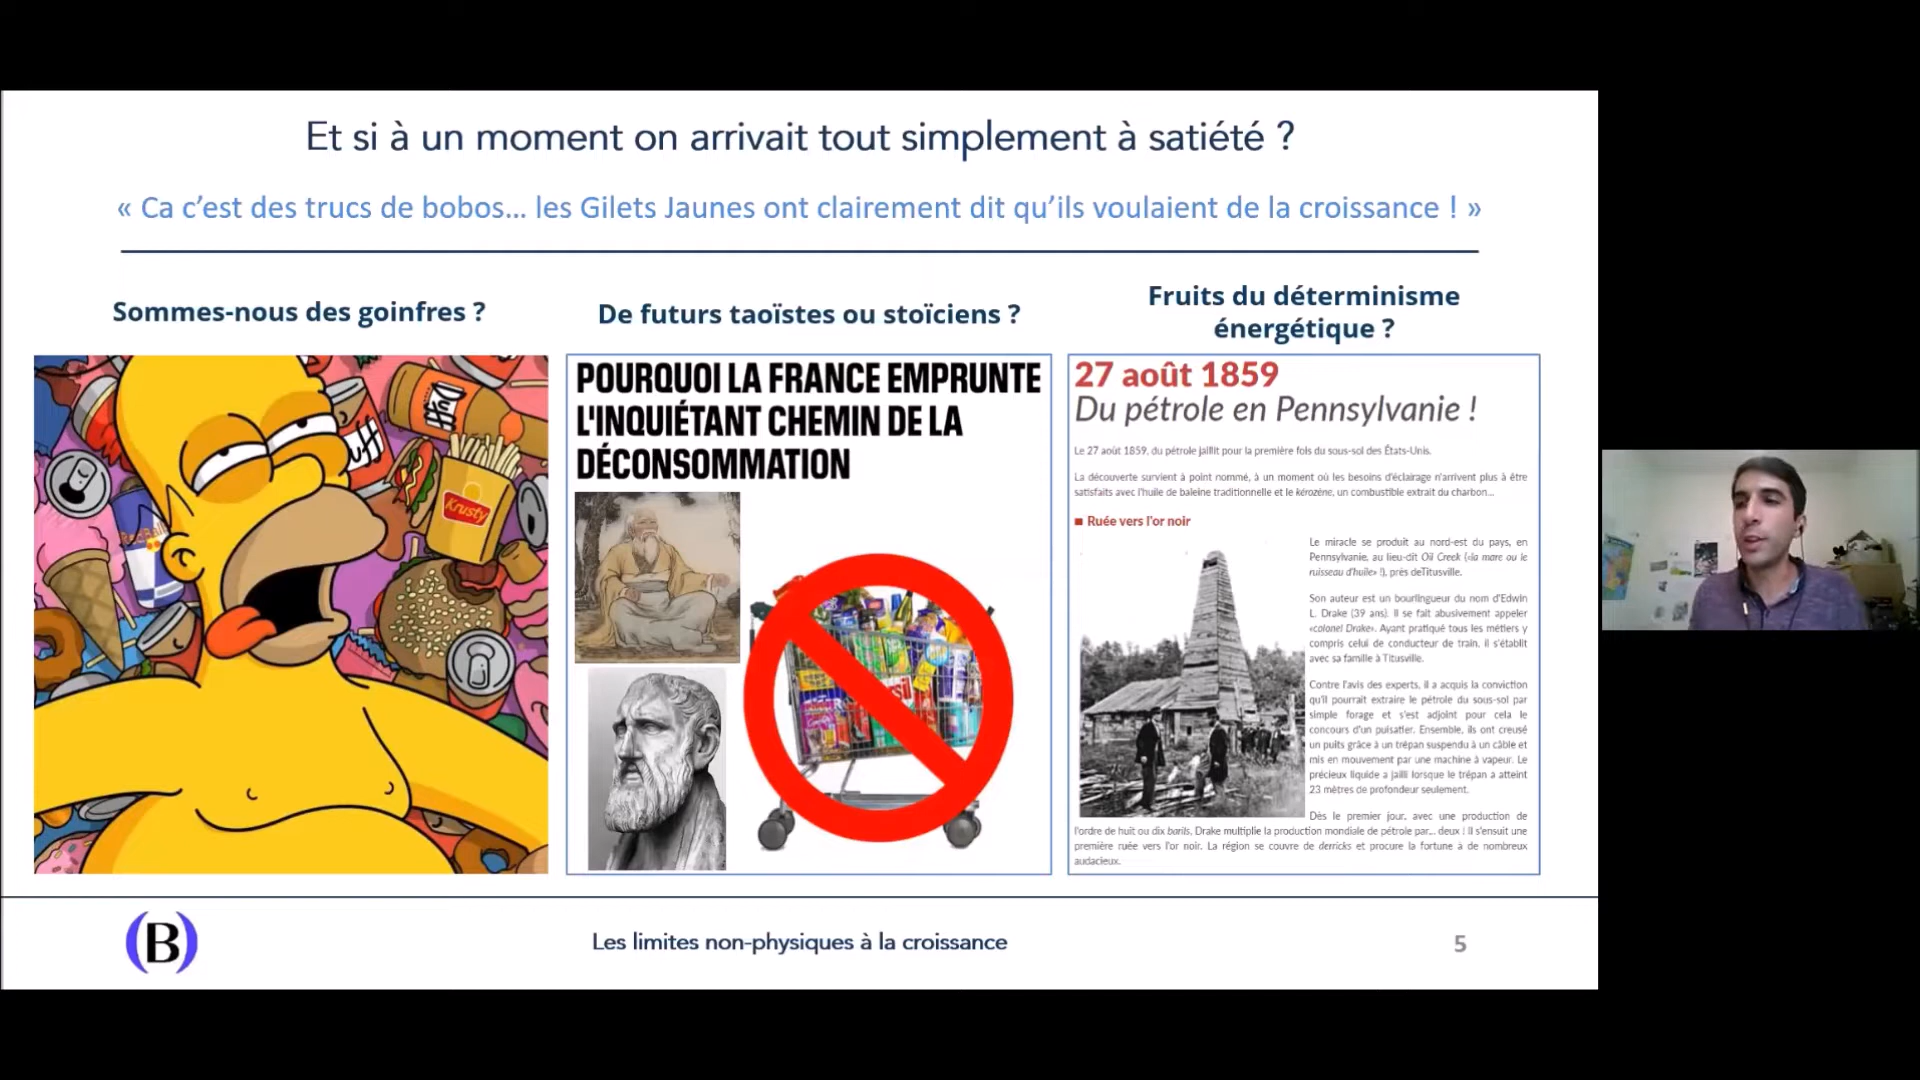 Et si à un moment on arrivait tout simplement à satiété ?
« Ca c’est des trucs de bobos… les Gilets Jaunes ont clairement dit qu’ils voulaient de la croissance ! »
Sommes-nous des goinfres ?
Duff
uff
Krusty
De futurs taoïstes ou stoïciens ?
POURQUOI LA FRANCE EMPRUNTE
L'INQUIÉTANT CHEMIN DE LA
DÉCONSOMMATION
Fruits du déterminisme
énergétique ?
27 août 1859
Du pétrole en Pennsylvanie !
Le 27 août 1859, du pétrole jaillit pour la première fois du sous-sol des États-Unis.
La découverte survient à point nommé, à un moment où les besoins d'éclairage n'arrivent plus à être
satisfaits avec l'huile de baleine traditionnelle et le kérozène, un combustible extrait du charbon...
Ruée vers l'or noir
Le miracle se produit au nord-est du pays, en
Pennsylvanie, au lieu-dit Oil Creek («la mare ou le
ruisseau d'huile» !), près deTitusville.
Son auteur est un bourlingueur du nom d'Edwin
L. Drake (39 ans). Il se fait abusivement appeler
«colonel Drake». Ayant pratiqué tous les métiers y
compris celui de conducteur de train, il s'établit
avec sa famille à Titusville.
Contre l'avis des experts, il a acquis la conviction
qu'il pourrait extraire le pétrole du sous-sol par
simple forage et s'est adjoint pour cela le
concours d'un puisatier. Ensemble, ils ont creusé
un puits grâce à un trépan suspendu à un câble et
mis en mouvement par une machine à vapeur. Le
précieux liquide a jailli lorsque le trépan a atteint
23 mètres de profondeur seulement.
Dès le premier jour, avec une production de
l'ordre de huit ou dix barils, Drake multiplie la production mondiale de pétrole par... deux ! Il s'ensuit une
première ruée vers l'or noir. La région se couvre de derricks et procure la fortune à de nombreux
audacieux.
(B)
Les limites non-physiques à la croissance
5